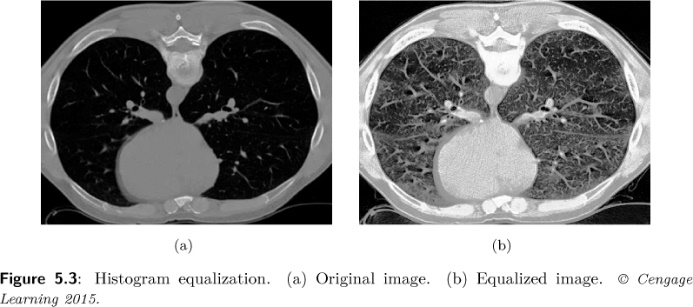 (a) (b)
Figure 5.3: Histogram equalization. (a) Original image. (b) Equalized image. © Cengage
Learning 2015.